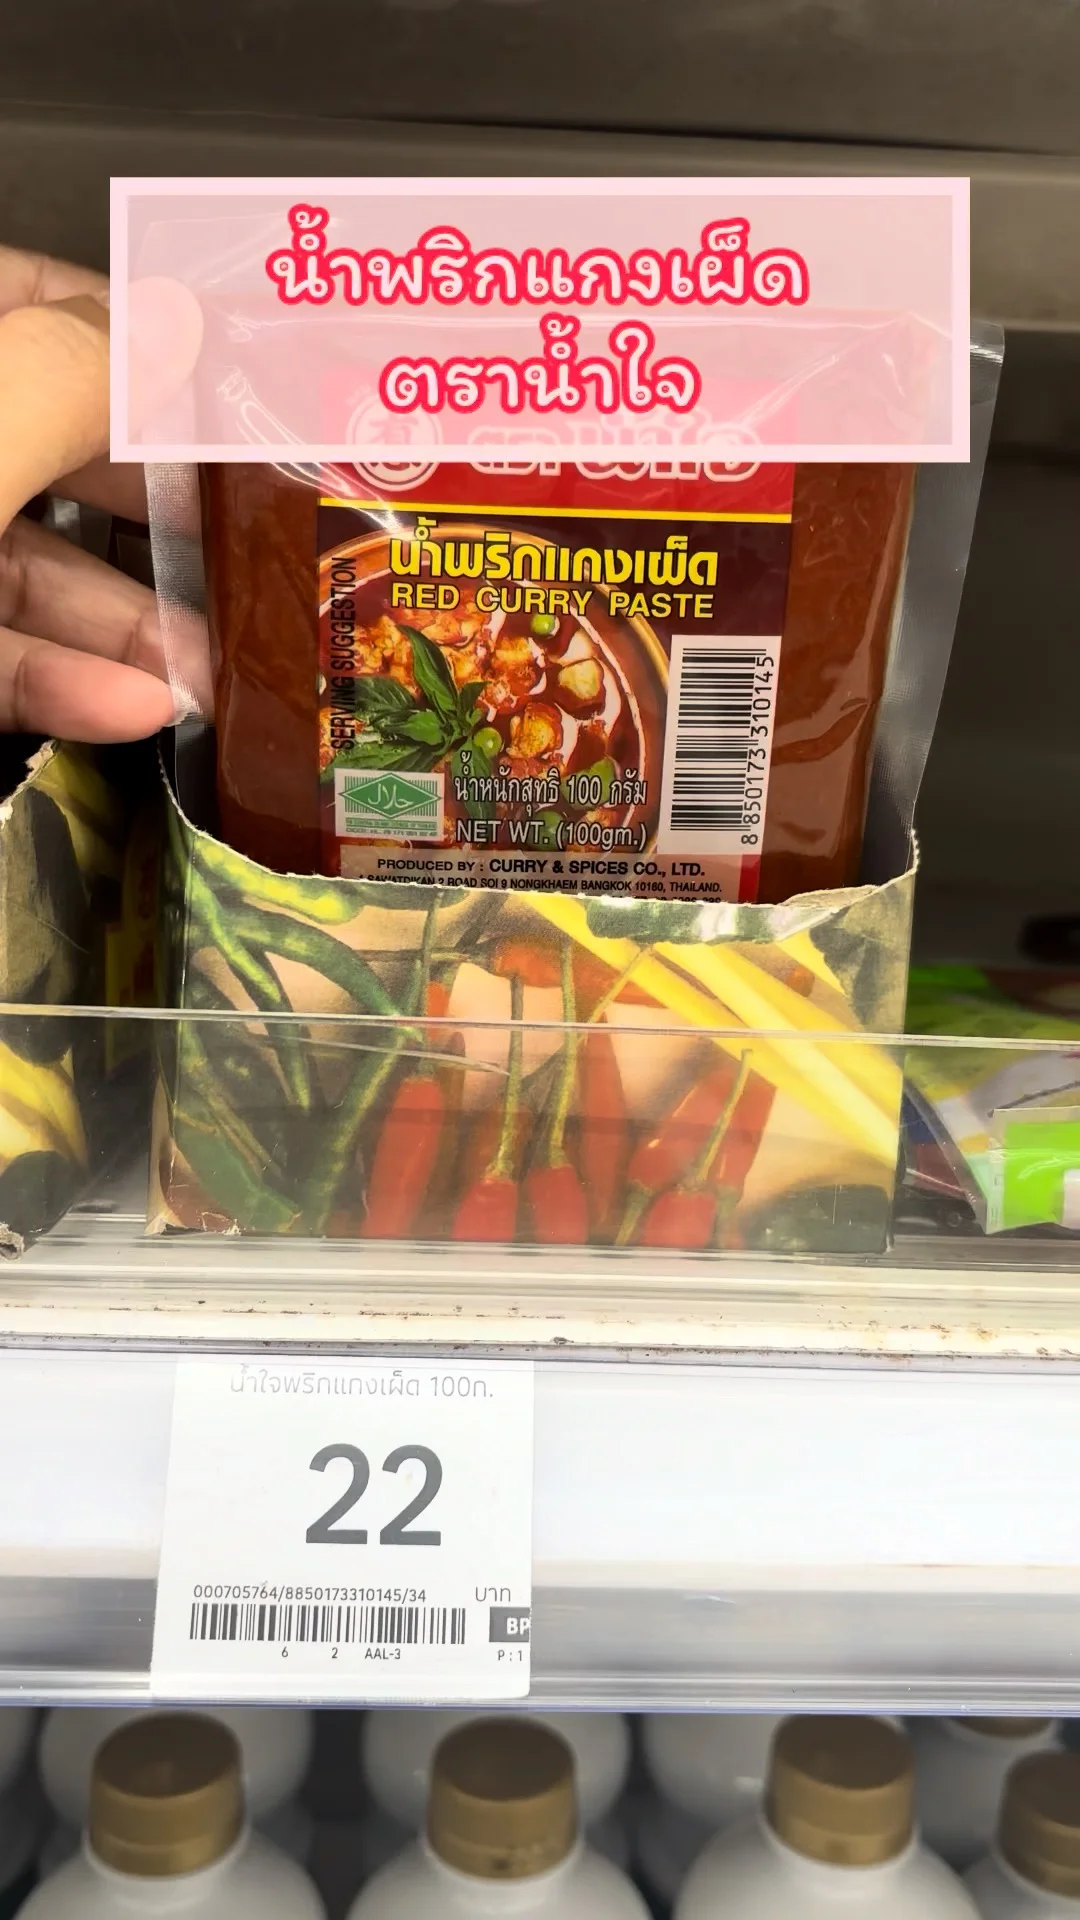 น้ำพริกแกงเผ็ด
ตราน้ำใจ
น้ำพริกแกงเผ็ด
RED CURRY PASTE
SERVING SUGGESTION
8 850173 310145
น้ำหนักสุทธิ 100 กรัม
NET WT. (100gm.)
PRODUCED BY : CURRY & SPICES CO., LTD.
NONGKHAEM BANGKOK 10160, THAILAND.
น้ำใจพริกแกงเผ็ด 100ก.
22
000705764/8850173310145/34
บาท
BP
6 2 AAL-3
P : 1